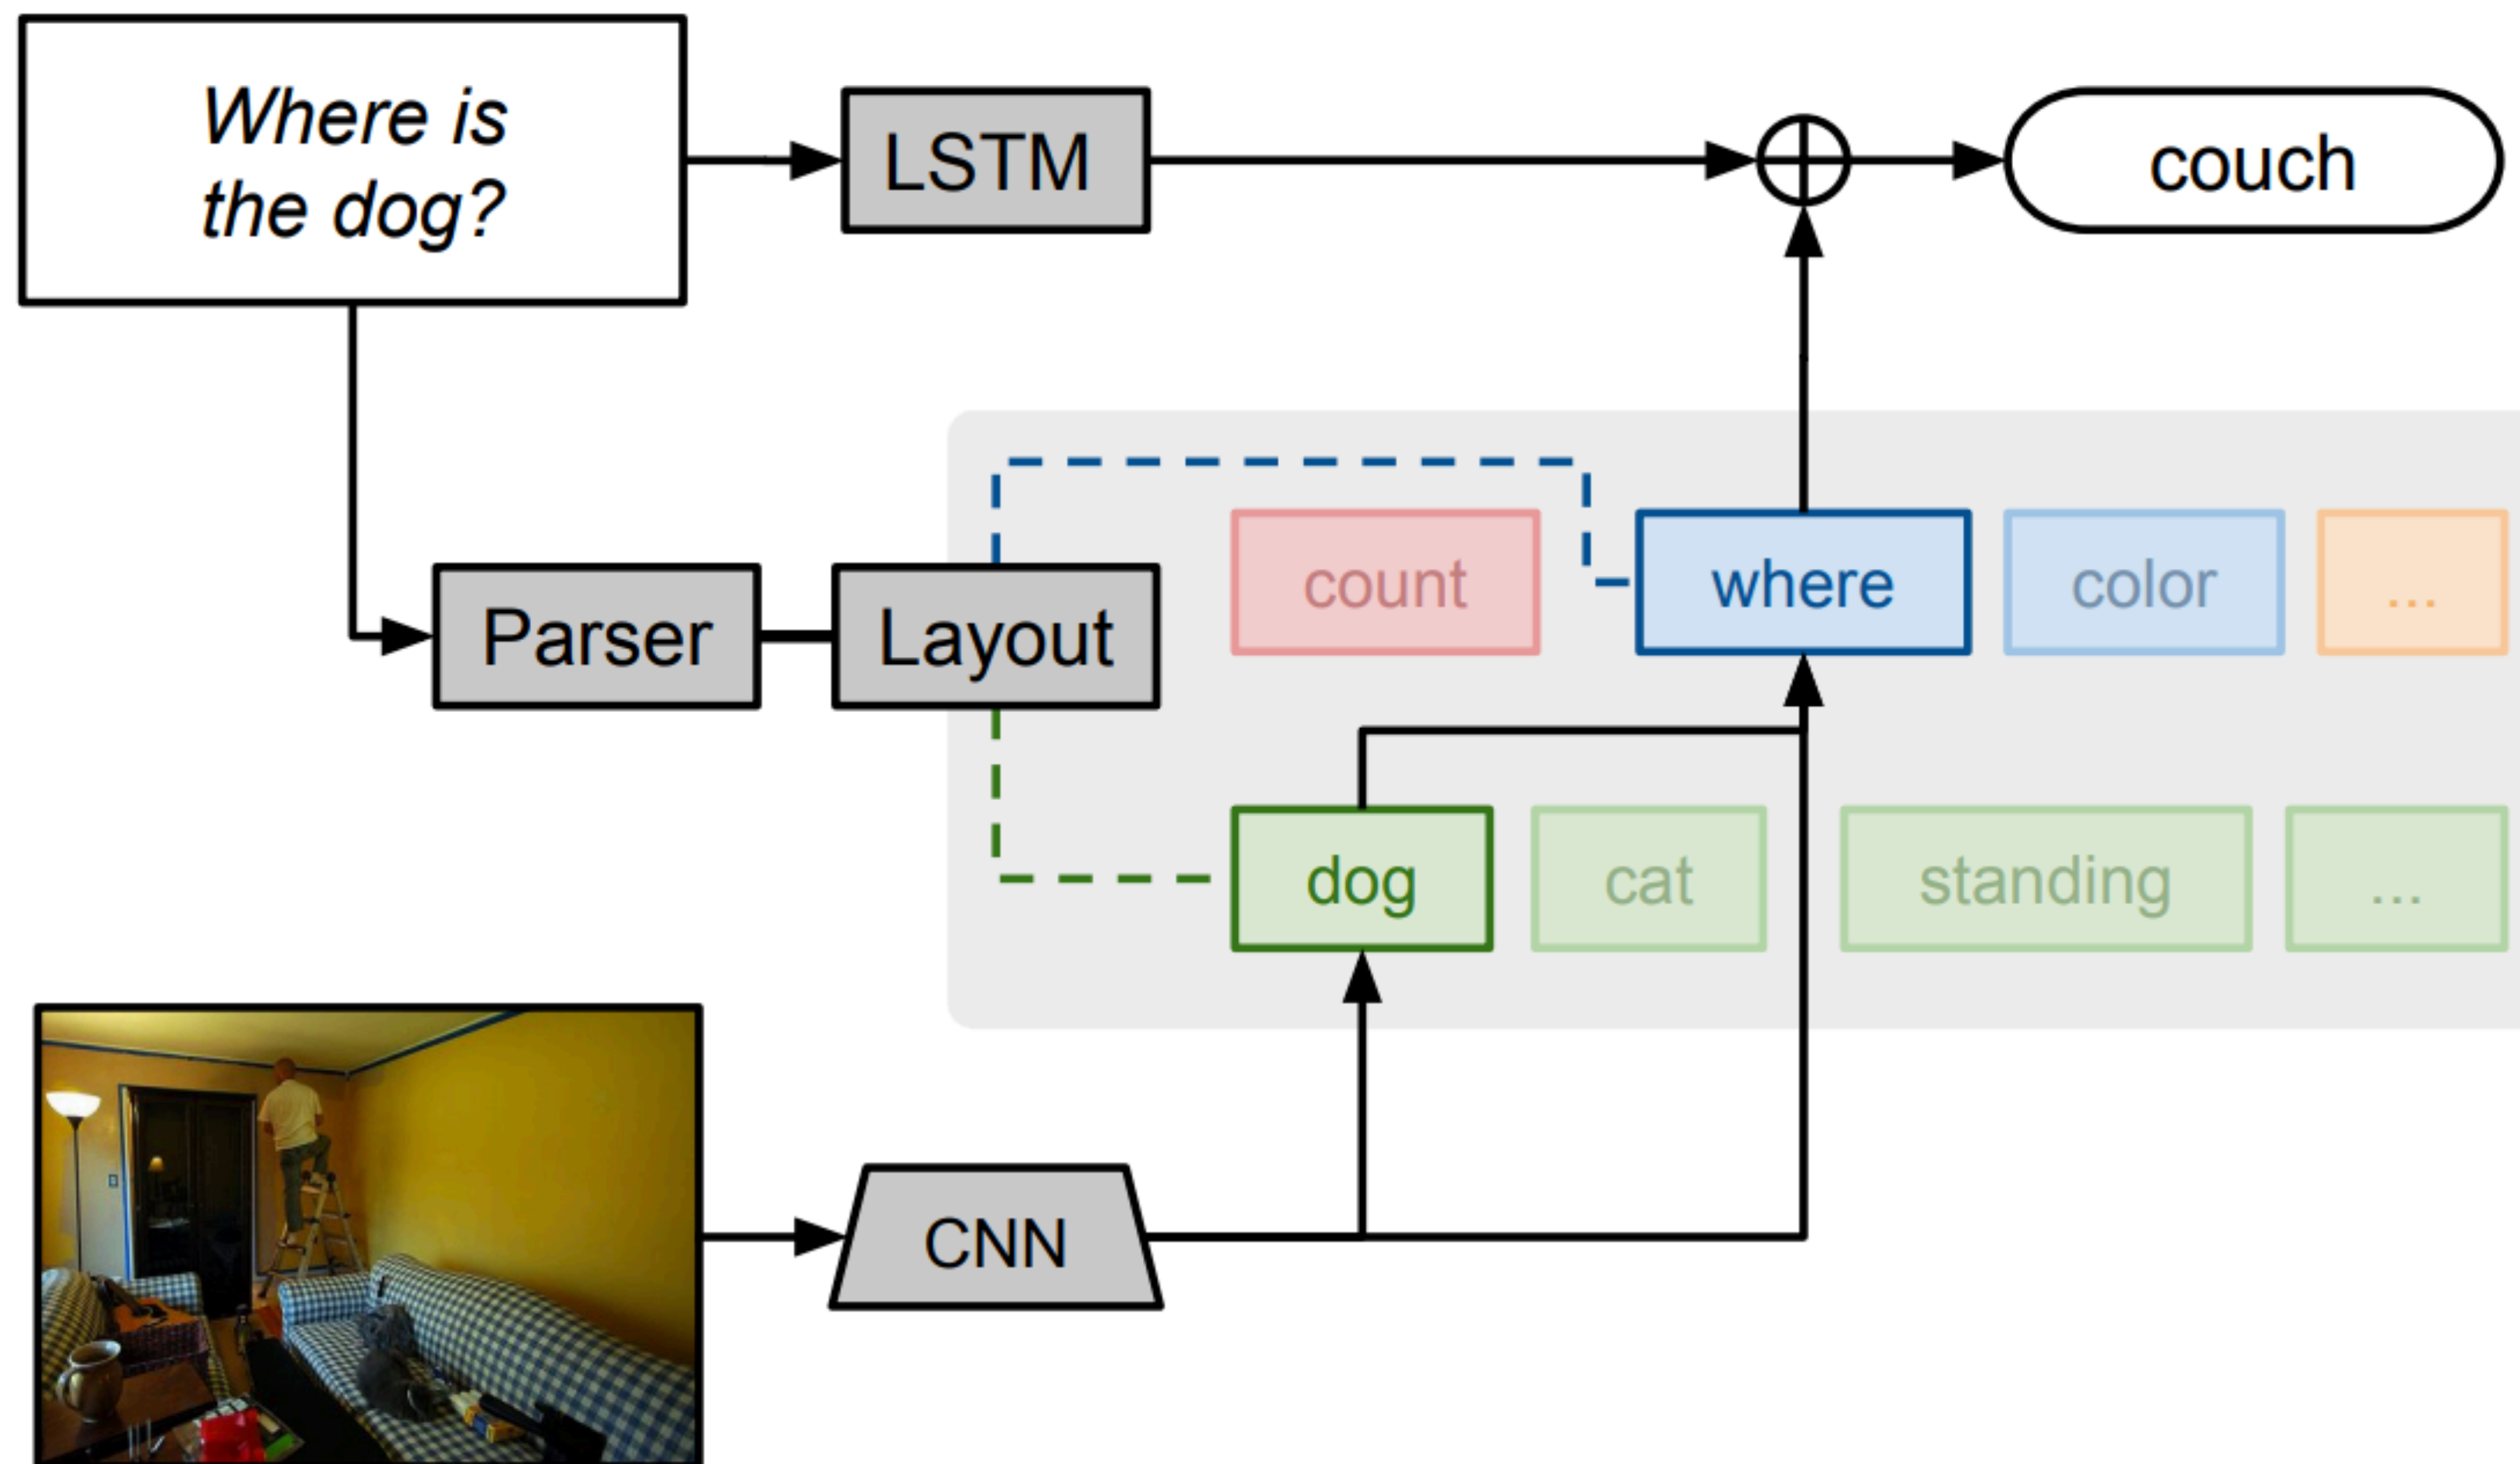 Where is
the dog?
LSTM
couch
count
where
color
...
Parser
Layout
dog
cat
standing
...
CNN